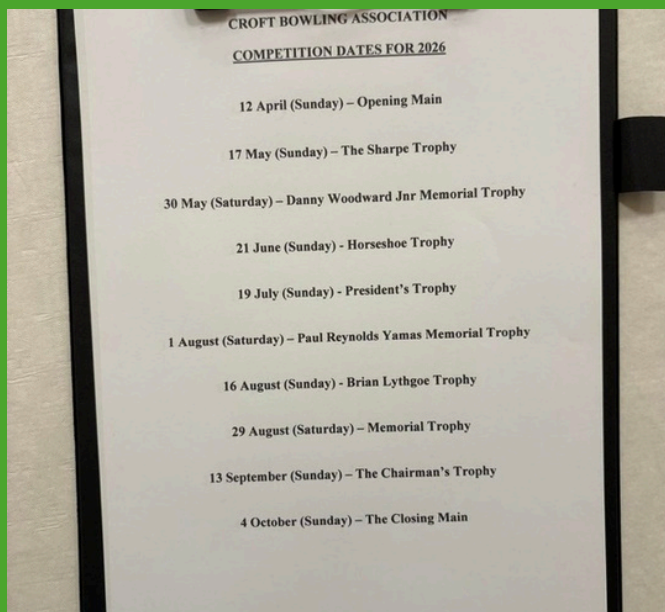 CROFT BOWLING ASSOCIATION
COMPETITION DATES FOR 2026
12 April (Sunday) – Opening Main
17 May (Sunday) – The Sharpe Trophy
30 May (Saturday) – Danny Woodward Jnr Memorial Trophy
21 June (Sunday) - Horseshoe Trophy
19 July (Sunday) - President's Trophy
1 August (Saturday) – Paul Reynolds Yamas Memorial Trophy
16 August (Sunday) - Brian Lythgoe Trophy
29 August (Saturday) – Memorial Trophy
13 September (Sunday) – The Chairman's Trophy
4 October (Sunday) – The Closing Main